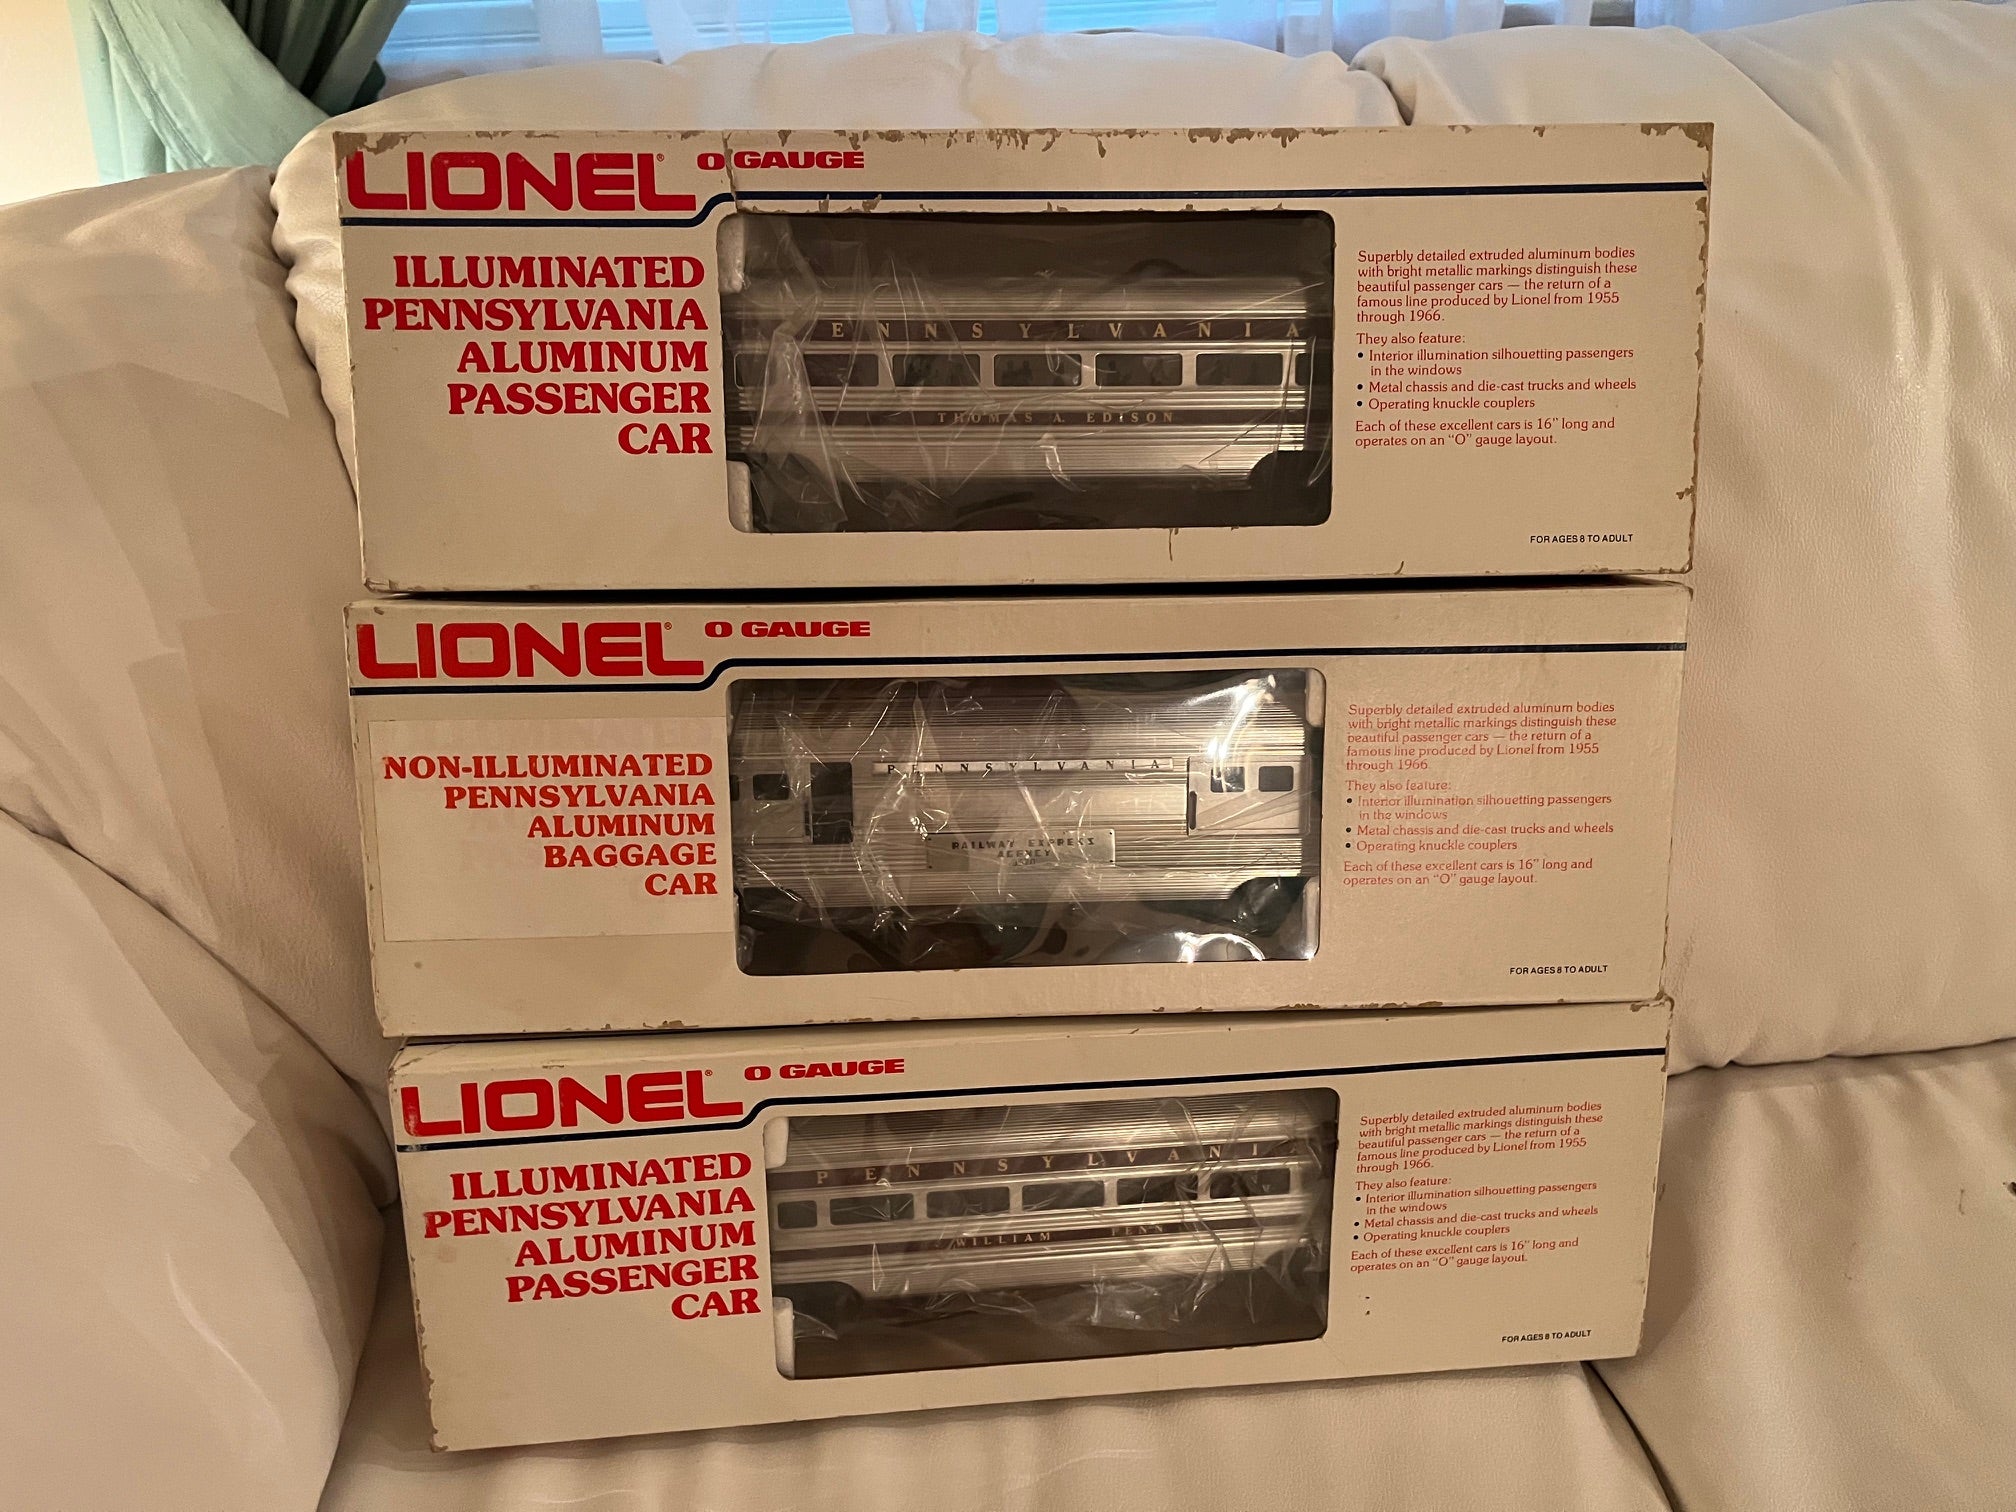 LIONEL® O GAUGE
ILLUMINATED
PENNSYLVANIA
ALUMINUM
PASSENGER
CAR
PENNSYLVANIA
THOMAS A. EDISON
Superbly detailed extruded aluminum bodies
with bright metallic markings distinguish these
beautiful passenger cars — the return of a
famous line produced by Lionel from 1955
through 1966.
They also feature:
• Interior illumination silhouetting passengers
in the windows
• Metal chassis and die-cast trucks and wheels
• Operating knuckle couplers
Each of these excellent cars is 16" long and
operates on an "O" gauge layout.
FOR AGES 8 TO ADULT
LIONEL® O GAUGE
NON-ILLUMINATED
PENNSYLVANIA
ALUMINUM
BAGGAGE
CAR
PENNSYLVANIA
RAILWAY EXPRESS
AGENCY
Superbly detailed extruded aluminum bodies
with bright metallic markings distinguish these
beautiful passenger cars — the return of a
famous line produced by Lionel from 1955
through 1966.
They also feature:
• Interior illumination silhouetting passengers
in the windows
• Metal chassis and die-cast trucks and wheels
• Operating knuckle couplers
Each of these excellent cars is 16" long and
operates on an "O" gauge layout.
FOR AGES 8 TO ADULT
LIONEL® O GAUGE
ILLUMINATED
PENNSYLVANIA
ALUMINUM
PASSENGER
CAR
PENNSYLVANIA
WILLIAM PENN
Superbly detailed extruded aluminum bodies
with bright metallic markings distinguish these
beautiful passenger cars — the return of a
famous line produced by Lionel from 1955
through 1966.
They also feature:
• Interior illumination silhouetting passengers
in the windows
• Metal chassis and die-cast trucks and wheels
• Operating knuckle couplers
Each of these excellent cars is 16" long and
operates on an "O" gauge layout.
FOR AGES 8 TO ADULT